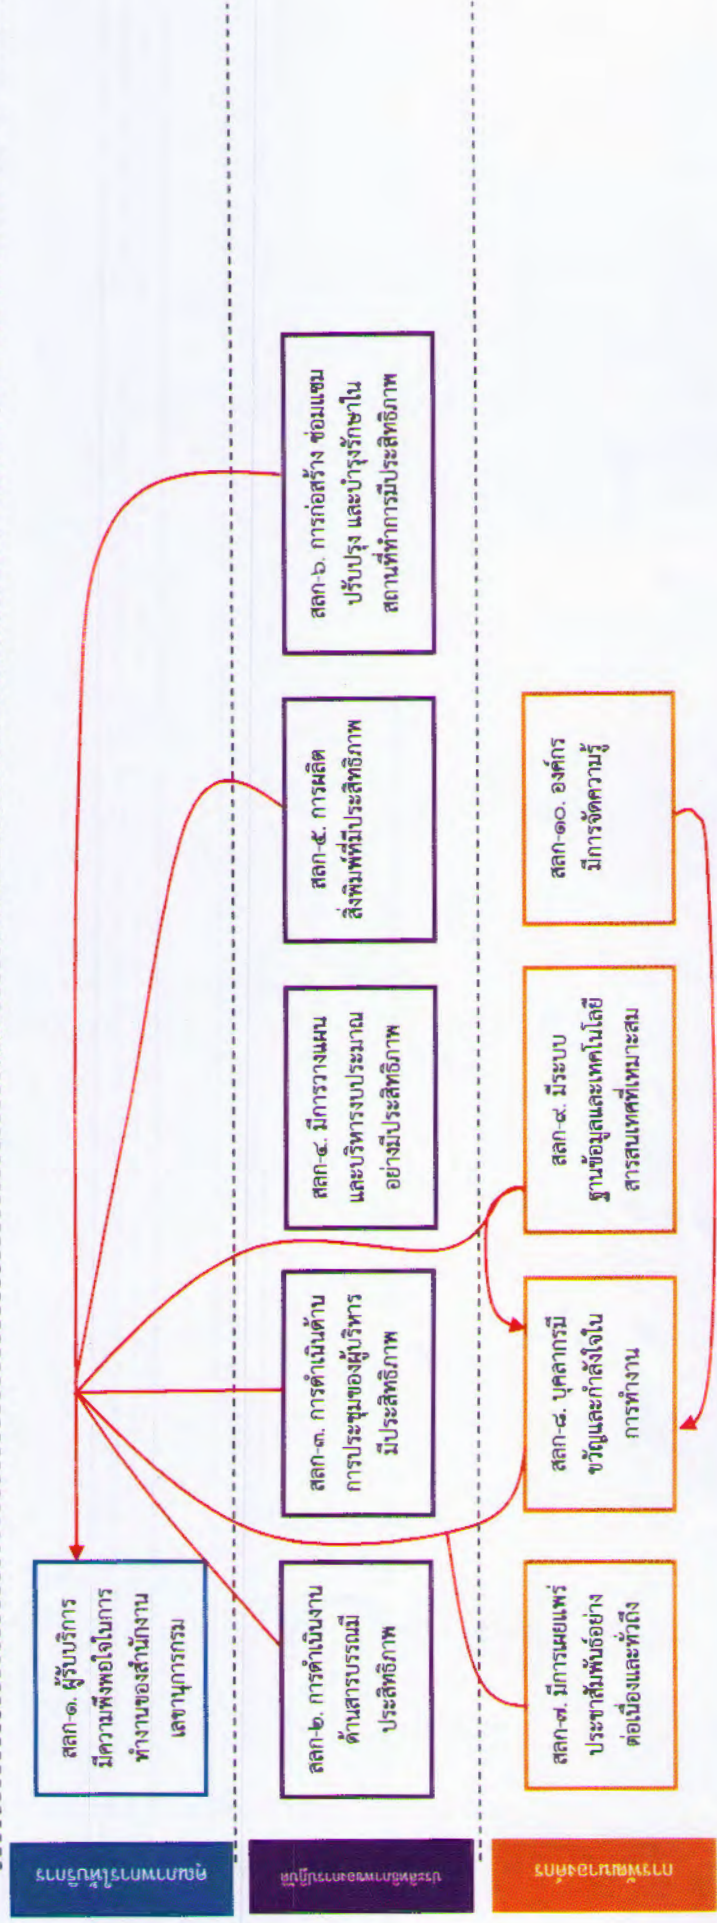 คุณภาพการให้บริการ
สลก-๑. ผู้รับบริการ
มีความพึงพอใจในการ
ทำงานของสำนักงาน
เลขานุการกรม
ประสิทธิภาพของการปฏิบัติ
สลก-๒. การดำเนินงาน
ด้านสารบรรณมี
ประสิทธิภาพ
สลก-๓. การดำเนินด้าน
การประชุมของผู้บริหาร
มีประสิทธิภาพ
สลก-๔. มีการวางแผน
และบริหารงบประมาณ
อย่างมีประสิทธิภาพ
สลก-๕. การผลิต
สิ่งพิมพ์ที่มีประสิทธิภาพ
สลก-๖. การก่อสร้าง ซ่อมแซม
ปรับปรุง และบำรุงรักษาใน
สถานที่ทำการมีประสิทธิภาพ
การพัฒนาองค์กร
สลก-๗. มีการเผยแพร่
ประชาสัมพันธ์อย่าง
ต่อเนื่องและทั่วถึง
สลก-๘. บุคลากรมี
ขวัญและกำลังใจใน
การทำงาน
สลก-๙. มีระบบ
ฐานข้อมูลและเทคโนโลยี
สารสนเทศที่เหมาะสม
สลก-๑๐. องค์กร
มีการจัดความรู้